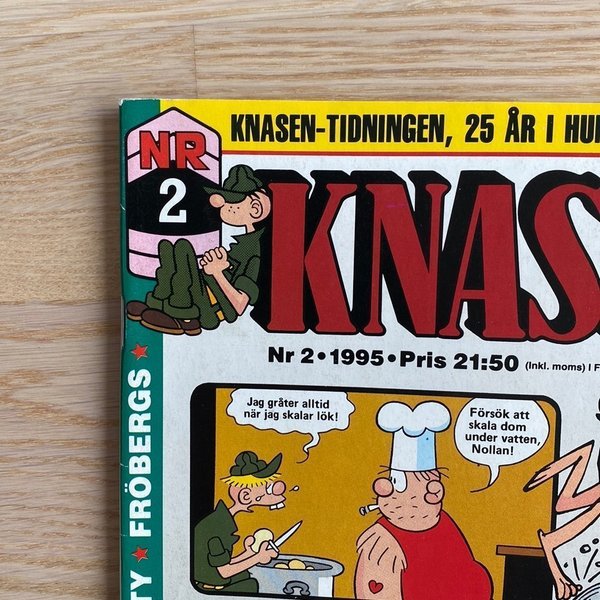 KNASEN-TIDNINGEN, 25 ÅR I
NR
2
KNAS
Nr 2 • 1995 • Pris 21:50 (Inkl. moms) I
Jag gråter alltid
när jag skalar lök!
Försök att
skala dom
under vatten,
Nollan!
★ FRÖBERGS ★